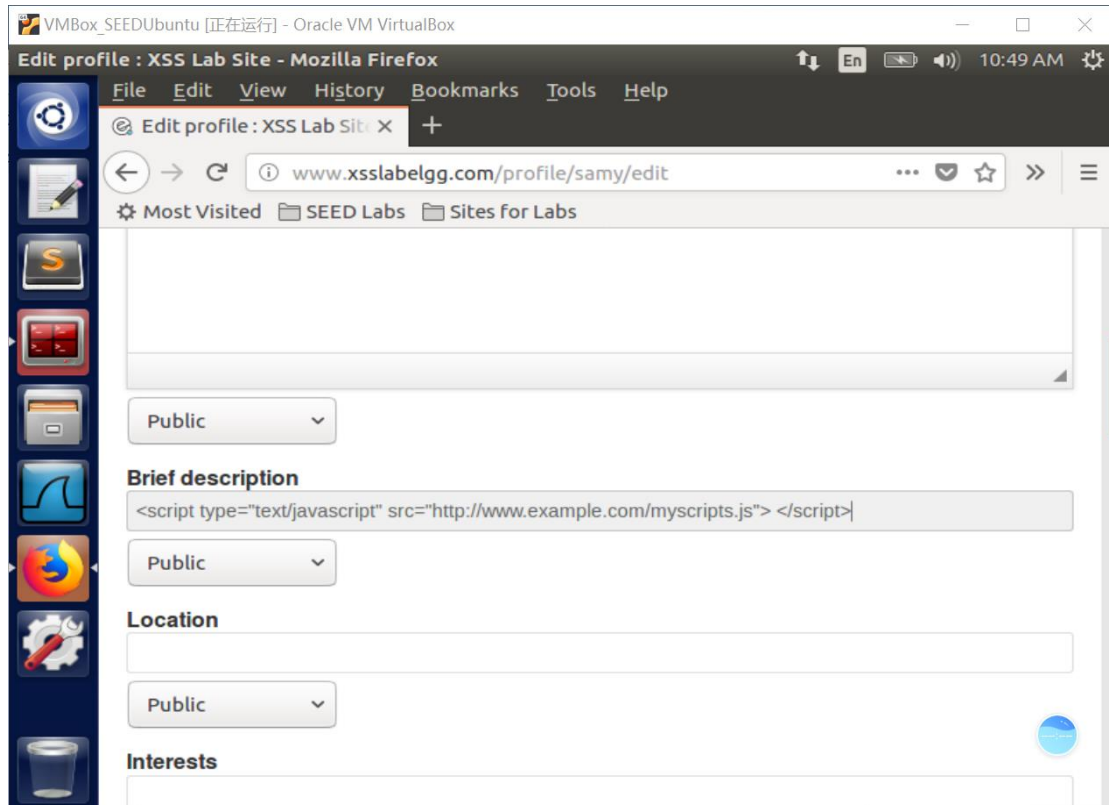 VMBox_SEEDUbuntu [正在运行] - Oracle VM VirtualBox
Edit profile : XSS Lab Site - Mozilla Firefox En 10:49 AM
File Edit View History Bookmarks Tools Help
Edit profile : XSS Lab Sit
www.xsslabelgg.com/profile/samy/edit
Most Visited SEED Labs Sites for Labs
Public
Brief description
<script type="text/javascript" src="http://www.example.com/myscripts.js"> </script>
Public
Location
Public
Interests